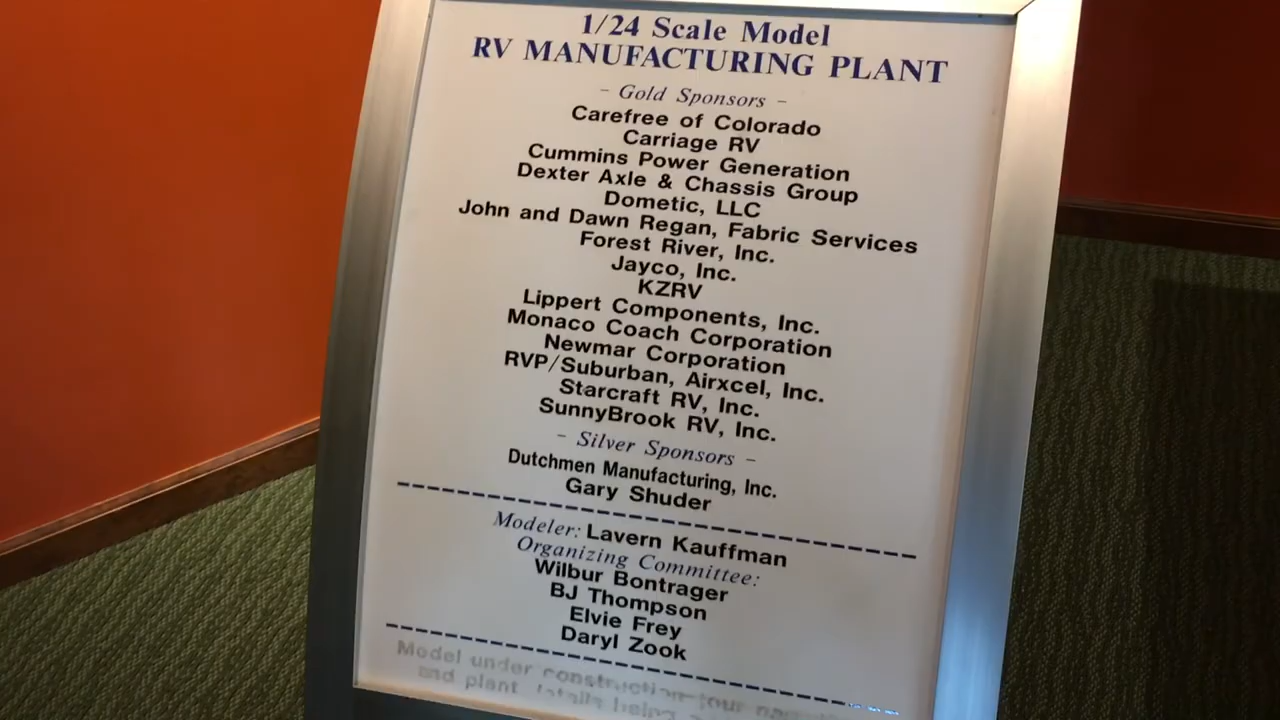 1/24 Scale Model
RV MANUFACTURING PLANT
- Gold Sponsors -
Carefree of Colorado
Carriage RV
Cummins Power Generation
Dexter Axle & Chassis Group
Dometic, LLC
John and Dawn Regan, Fabric Services
Forest River, Inc.
Jayco, Inc.
KZRV
Lippert Components, Inc.
Monaco Coach Corporation
Newmar Corporation
RVP/Suburban, Airxcel, Inc.
Starcraft RV, Inc.
SunnyBrook RV, Inc.
- Silver Sponsors -
Dutchmen Manufacturing, Inc.
Gary Shuder
Modeler: Lavern Kauffman
Organizing Committee:
Wilbur Bontrager
BJ Thompson
Elvie Frey
Daryl Zook
Model under construction
and plant being